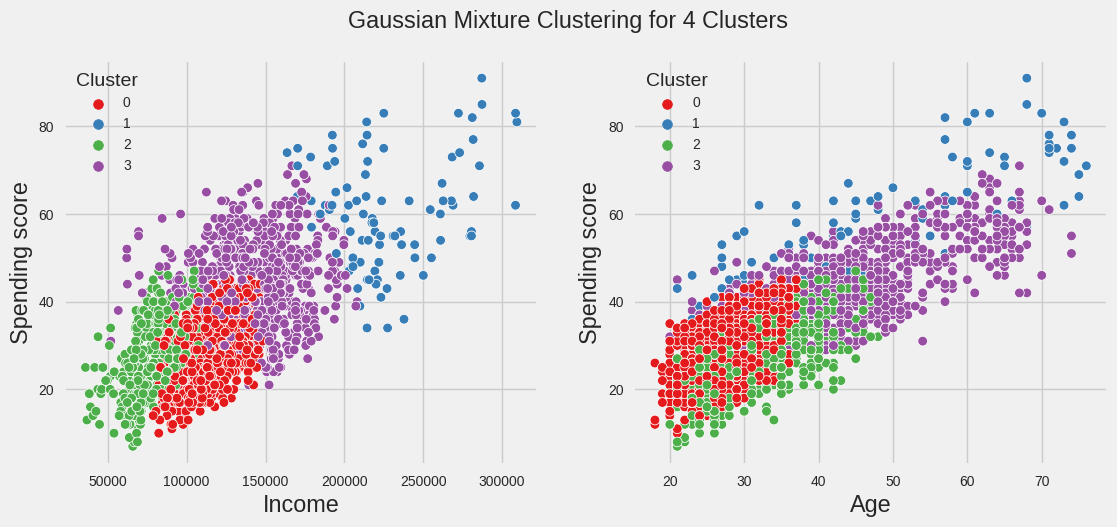 Gaussian Mixture Clustering for 4 Clusters
Cluster
0
1
2
3
80
60
40
20
Spending score
50000 100000 150000 200000 250000 300000
Income
Cluster
0
1
2
3
80
60
40
20
Spending score
20 30 40 50 60 70
Age